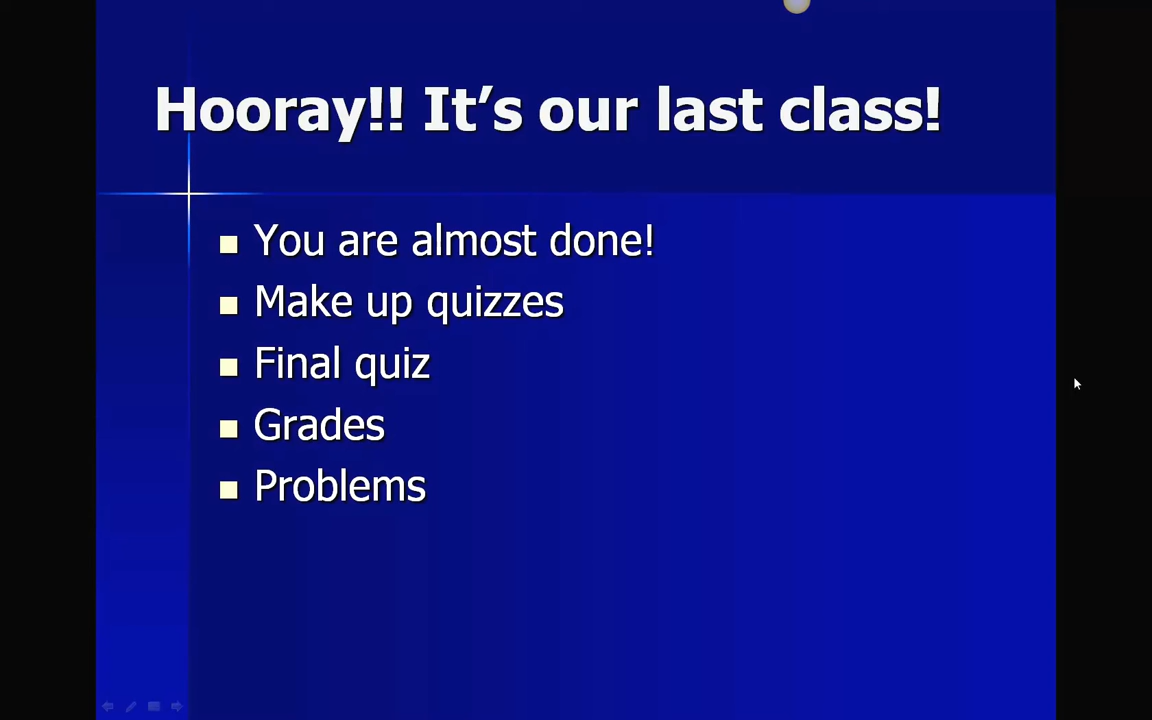 Hooray!! It’s our last class!
You are almost done!
Make up quizzes
Final quiz
Grades
Problems